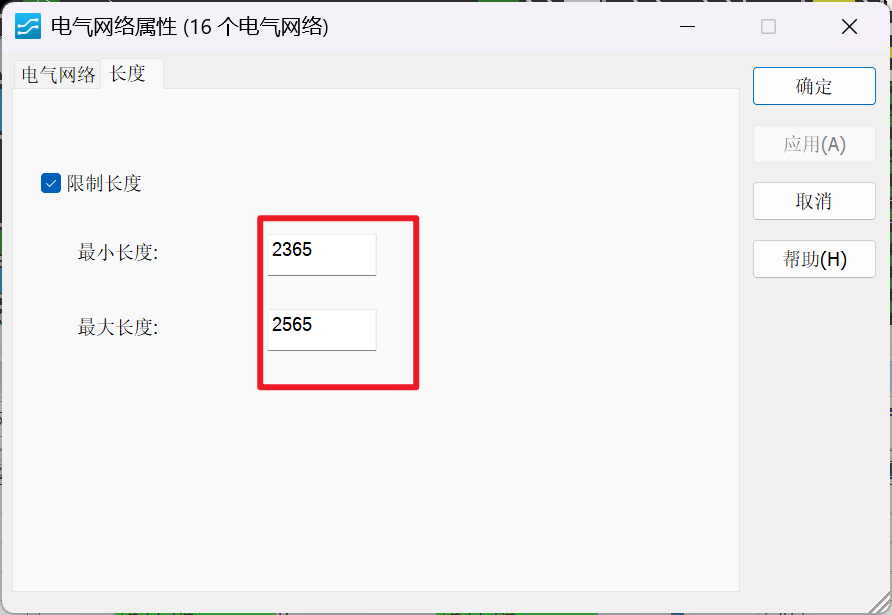 电气网络属性 (16 个电气网络)
电气网络
长度
确定
应用(A)
限制长度
取消
最小长度:
2365
帮助(H)
最大长度:
2565